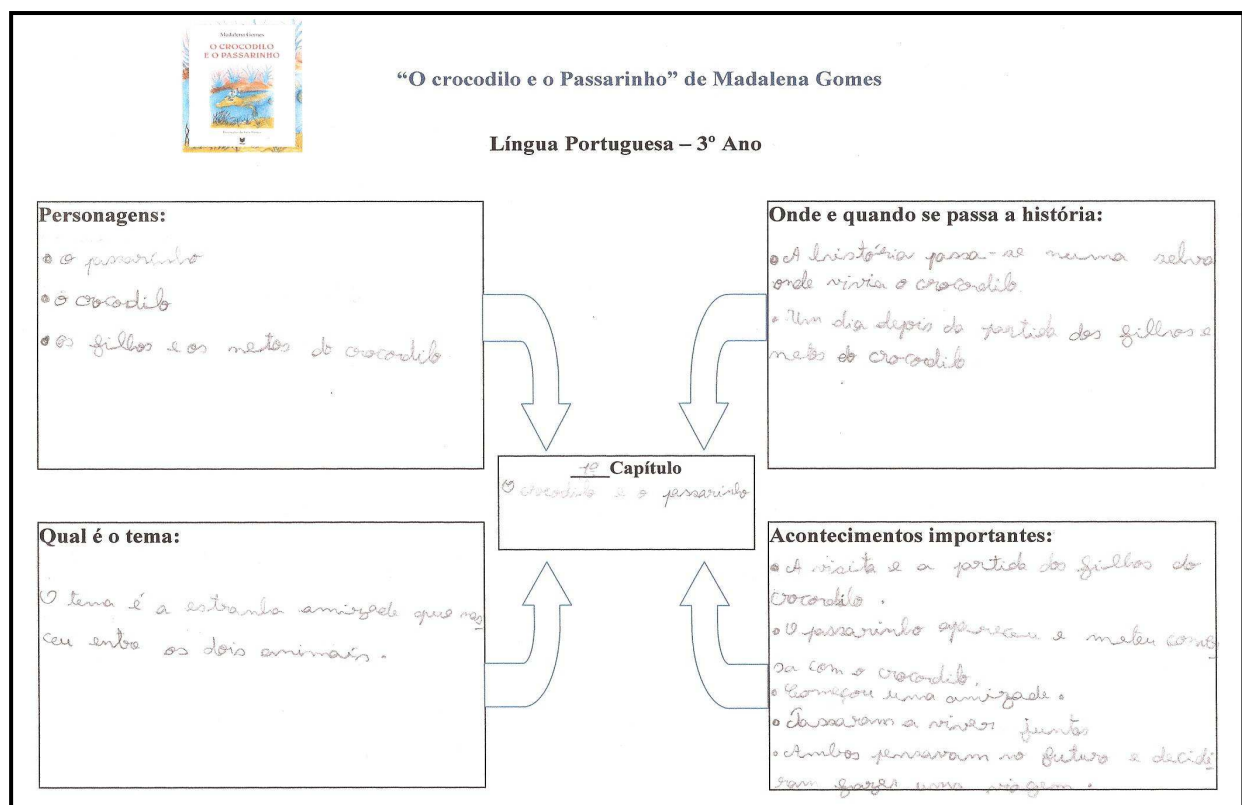 Madalena Gomes
O CROCODILO
E O PASSARINHO
“O crocodilo e o Passarinho” de Madalena Gomes
Língua Portuguesa – 3º Ano
Personagens:
• o passarinho
• o crocodilo
• os filhos e os netos do crocodilo
Onde e quando se passa a história:
• A história passa-se numa selva
onde vivia o crocodilo.
• Um dia depois da partida dos filhos e
netos do crocodilo
1º Capítulo
O crocodilo e o passarinho
Qual é o tema:
O tema é a estranha amizade que nas
ceu entre os dois animais.
Acontecimentos importantes:
• A visita e a partida dos filhos do
crocodilo.
• O passarinho apareceu e meteu conver
sa com o crocodilo.
• Começou uma amizade.
• Passaram a viver juntos
• Ambos pensavam no futuro e decidi
ram fazer uma viagem.